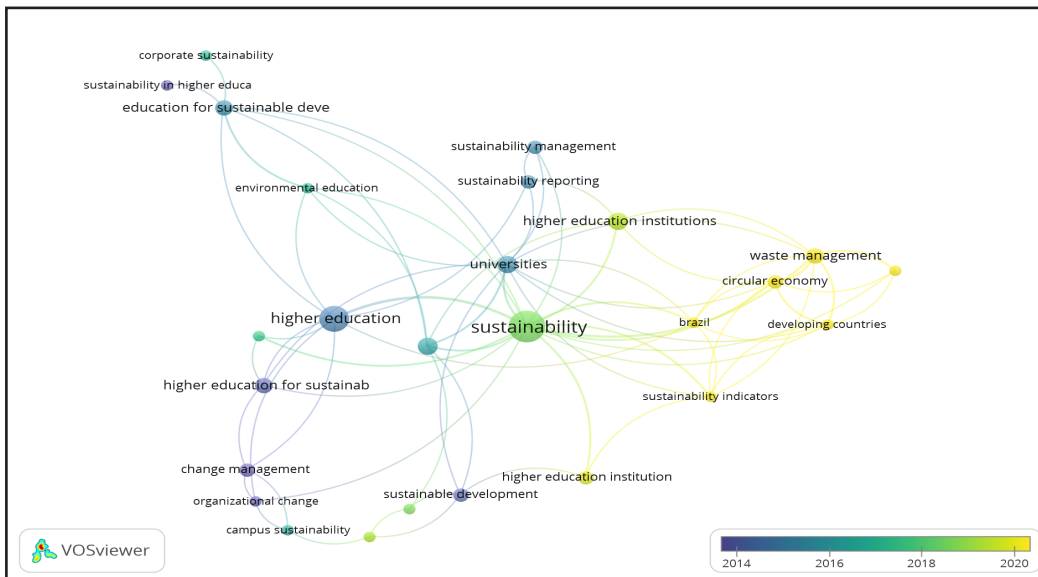 corporate sustainability
sustainability in higher educa
education for sustainable deve
sustainability management
environmental education
sustainability reporting
higher education institutions
waste management
universities
circular economy
higher education
sustainability
brazil
developing countries
higher education for sustainab
sustainability indicators
change management
higher education institution
organizational change
sustainable development
campus sustainability
VOSviewer
2014 2016 2018 2020